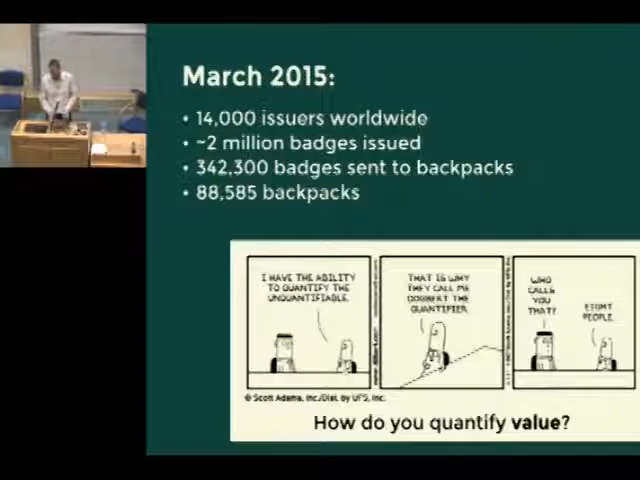 March 2015:
• 14,000 issuers worldwide
• ~2 million badges issued
• 342,300 badges sent to backpacks
• 88,585 backpacks
I HAVE THE ABILITY
TO QUANTIFY THE
UNQUANTIFIABLE.
THAT IS WHY
THEY CALL ME
DOGBERT THE
QUANTIFIER.
WHO
CALLS
YOU
THAT?
EIGHT
PEOPLE.
© Scott Adams, Inc./Dist. by UFS, Inc.
How do you quantify value?